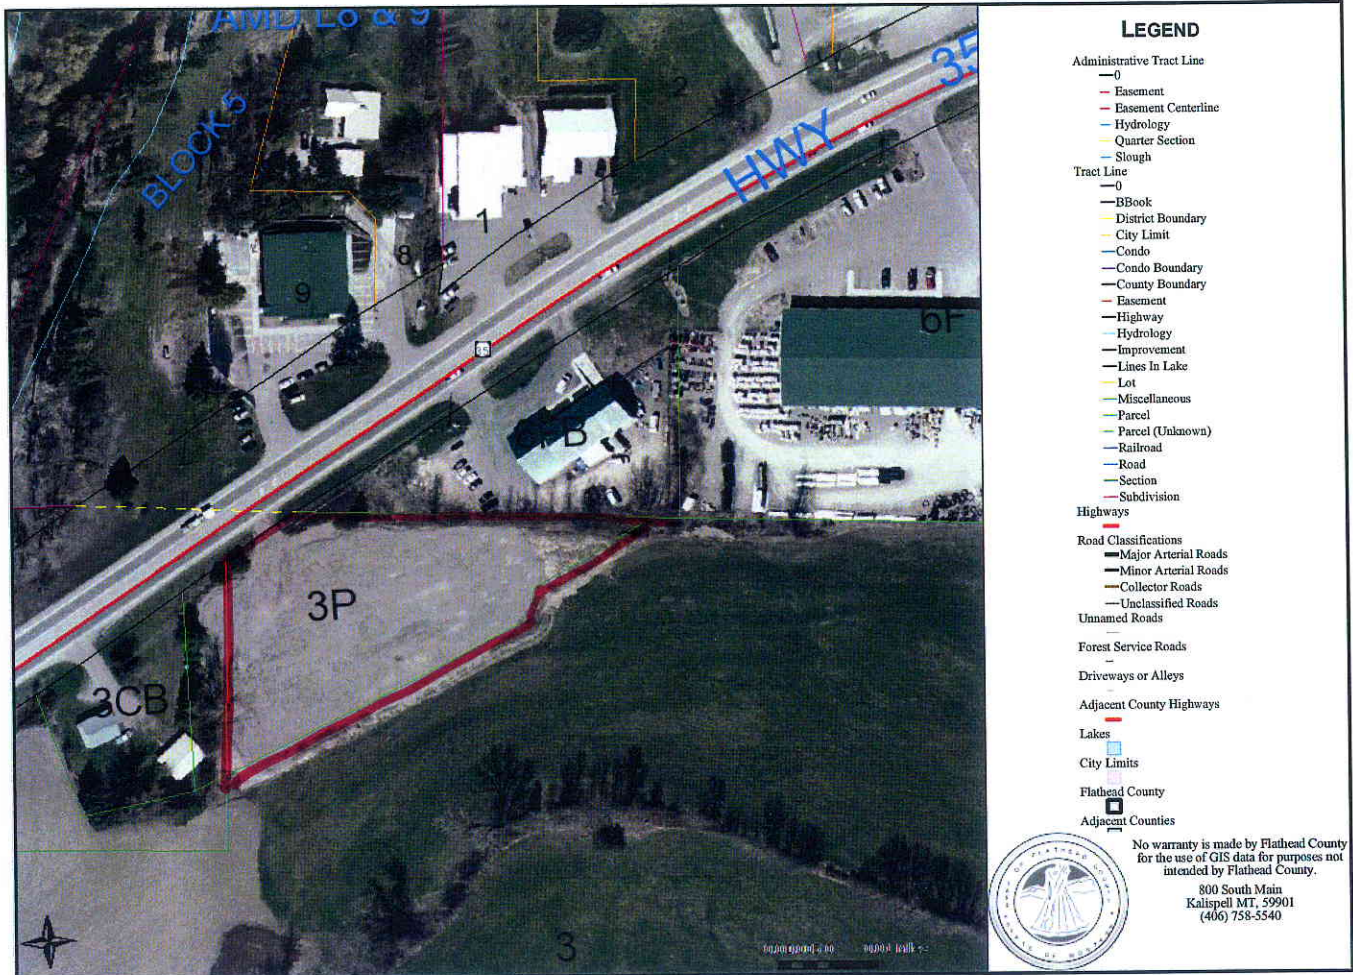 AMD L8 & 9
BLOCK 5
HWY 35
2
1
8
9
6F
35
3P
3CB
3
LEGEND
Administrative Tract Line
0
Easement
Easement Centerline
Hydrology
Quarter Section
Slough
Tract Line
0
BBook
District Boundary
City Limit
Condo
Condo Boundary
County Boundary
Easement
Highway
Hydrology
Improvement
Lines In Lake
Lot
Miscellaneous
Parcel
Parcel (Unknown)
Railroad
Road
Section
Subdivision
Highways
Road Classifications
Major Arterial Roads
Minor Arterial Roads
Collector Roads
Unclassified Roads
Unnamed Roads
Forest Service Roads
Driveways or Alleys
Adjacent County Highways
Lakes
City Limits
Flathead County
Adjacent Counties
No warranty is made by Flathead County
for the use of GIS data for purposes not
intended by Flathead County.
800 South Main
Kalispell MT, 59901
(406) 758-5540